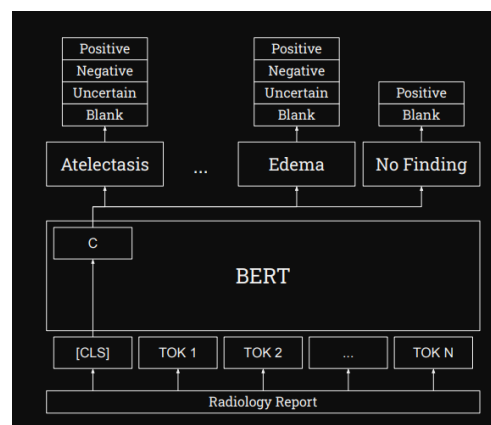 Positive
Negative
Uncertain
Blank
Positive
Negative
Uncertain
Blank
Positive
Blank
Atelectasis
...
Edema
No Finding
C
BERT
[CLS]
TOK 1
TOK 2
...
TOK N
Radiology Report